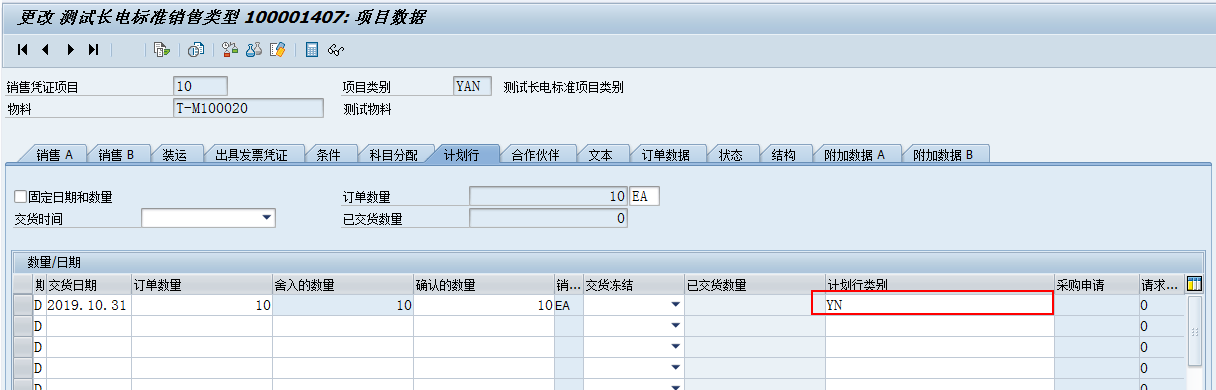 更改 测试长电标准销售类型 100001407: 项目数据
销售凭证项目 10 项目类别 YAN 测试长电标准项目类别
物料 T-M100020 测试物料
销售 A 销售 B 装运 出具发票凭证 条件 科目分配 计划行 合作伙伴 文本 订单数据 状态 结构 附加数据 A 附加数据 B
固定日期和数量 订单数量 10 EA
交货时间 已交货数量 0
数量/日期
期 交货日期 订单数量 舍入的数量 确认的数量 销... 交货冻结 已交货数量 计划行类别 采购申请 请求...
D 2019.10.31 10 10 10 EA YN 0
D 0
D 0
D 0
D 0